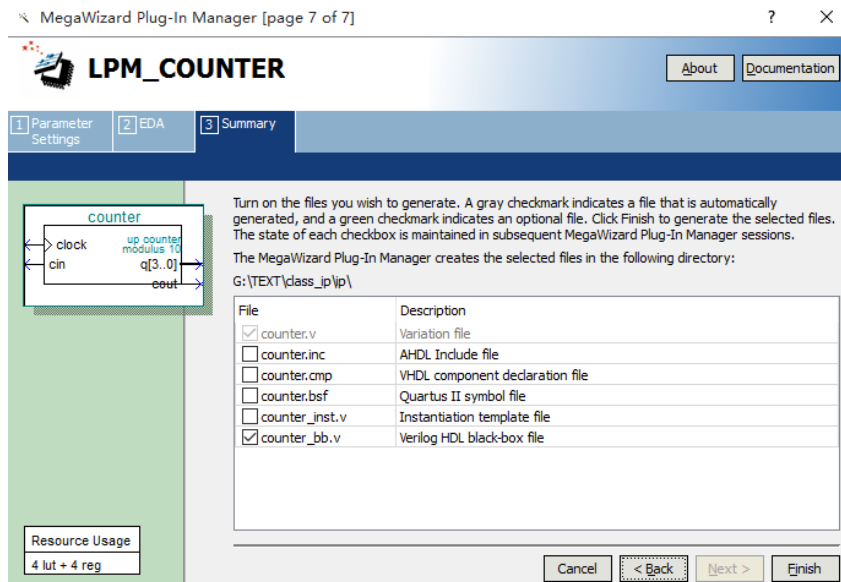 MegaWizard Plug-In Manager [page 7 of 7]
? ×
LPM_COUNTER
About
Documentation
1 Parameter Settings
2 EDA
3 Summary
counter
clock
up counter
modulus 10
cin
q[3..0]
cout
Turn on the files you wish to generate. A gray checkmark indicates a file that is automatically
generated, and a green checkmark indicates an optional file. Click Finish to generate the selected files.
The state of each checkbox is maintained in subsequent MegaWizard Plug-In Manager sessions.
The MegaWizard Plug-In Manager creates the selected files in the following directory:
G:\TEXT\class_ip\ip\
File Description
counter.v Variation file
counter.inc AHDL Include file
counter.cmp VHDL component declaration file
counter.bsf Quartus II symbol file
counter_inst.v Instantiation template file
counter_bb.v Verilog HDL black-box file
Resource Usage
4 lut + 4 reg
Cancel
< Back
Next >
Finish